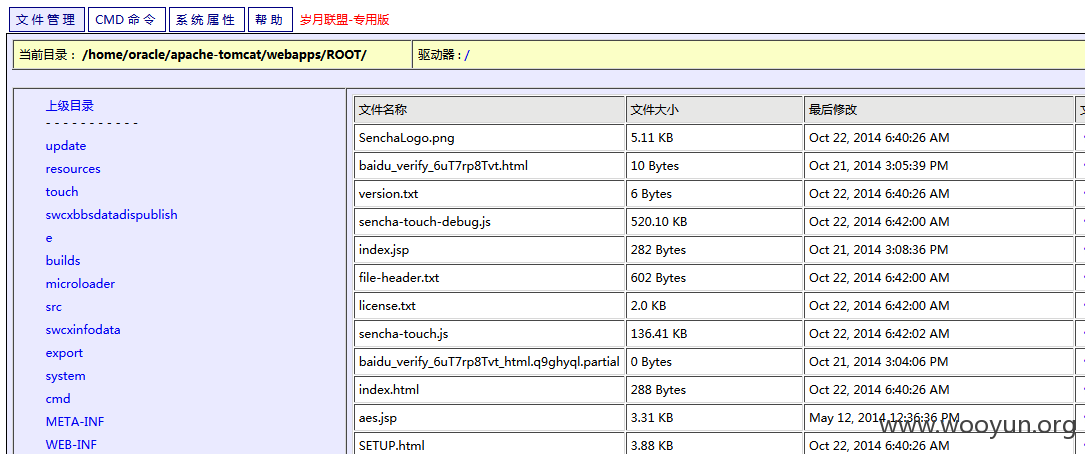 文件管理 CMD命令 系统属性 帮助 岁月联盟-专用版
当前目录： /home/oracle/apache-tomcat/webapps/ROOT/ 驱动器 : /
上级目录
- - - - - - - - - - -
update
resources
touch
swcxbbsdatadispublish
e
builds
microloader
src
swcxinfodata
export
system
cmd
META-INF
WEB-INF
文件名称 文件大小 最后修改
SenchaLogo.png 5.11 KB Oct 22, 2014 6:40:26 AM
baidu_verify_6uT7rp8Tvt.html 10 Bytes Oct 21, 2014 3:05:39 PM
version.txt 6 Bytes Oct 22, 2014 6:40:26 AM
sencha-touch-debug.js 520.10 KB Oct 22, 2014 6:42:00 AM
index.jsp 282 Bytes Oct 21, 2014 3:08:36 PM
file-header.txt 602 Bytes Oct 22, 2014 6:42:00 AM
license.txt 2.0 KB Oct 22, 2014 6:42:00 AM
sencha-touch.js 136.41 KB Oct 22, 2014 6:42:02 AM
baidu_verify_6uT7rp8Tvt_html.q9ghyql.partial 0 Bytes Oct 21, 2014 3:04:06 PM
index.html 288 Bytes Oct 22, 2014 6:40:26 AM
aes.jsp 3.31 KB May 12, 2014 12:36:36 PM
SETUP.html 3.88 KB Oct 22, 2014 6:40:26 AM
www.wooyun.org